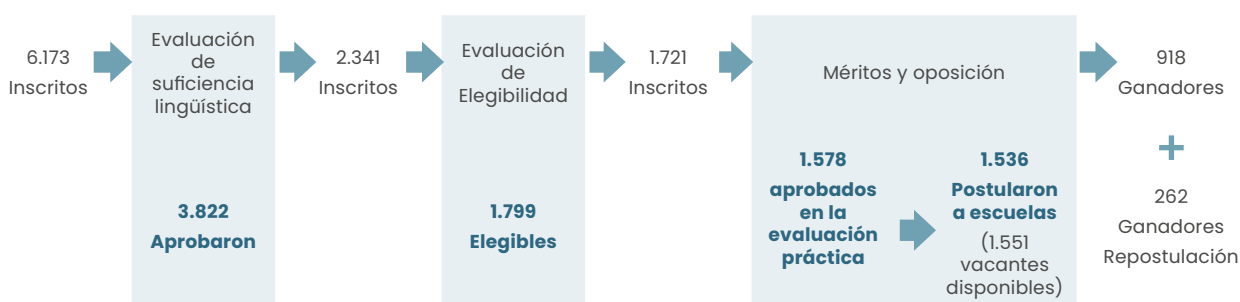 6.173
Inscritos
Evaluación
de
suficiencia
lingüística
3.822
Aprobaron
2.341
Inscritos
Evaluación
de
Elegibilidad
1.799
Elegibles
1.721
Inscritos
Méritos y oposición
1.578
aprobados
en la
evaluación
práctica
1.536
Postularon
a escuelas
(1.551
vacantes
disponibles)
918
Ganadores
+
262
Ganadores
Repostulación